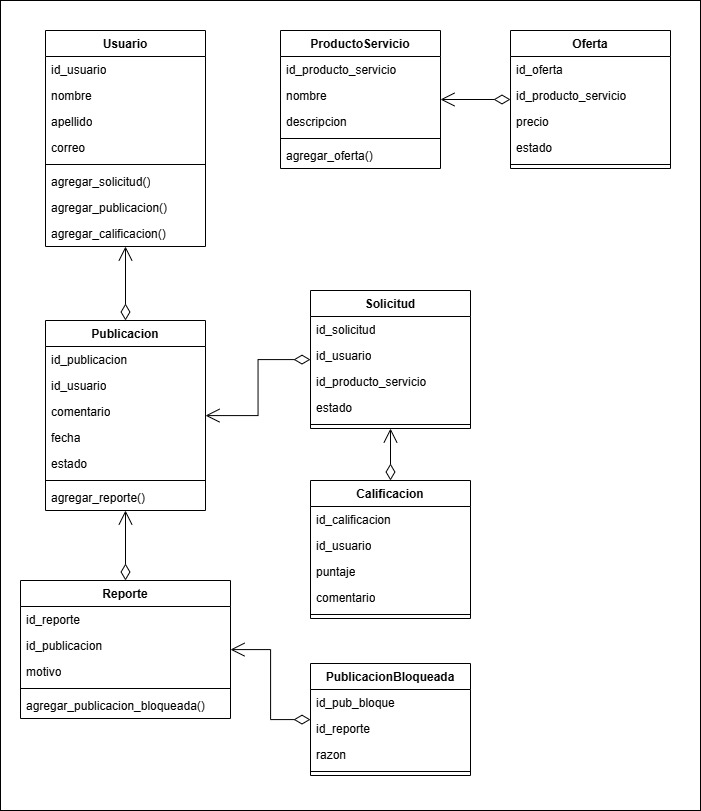 Usuario
id_usuario
nombre
apellido
correo
agregar_solicitud()
agregar_publicacion()
agregar_calificacion()
ProductoServicio
id_producto_servicio
nombre
descripcion
agregar_oferta()
Oferta
id_oferta
id_producto_servicio
precio
estado
Publicacion
id_publicacion
id_usuario
comentario
fecha
estado
agregar_reporte()
Solicitud
id_solicitud
id_usuario
id_producto_servicio
estado
Calificacion
id_calificacion
id_usuario
puntaje
comentario
Reporte
id_reporte
id_publicacion
motivo
agregar_publicacion_bloqueada()
PublicacionBloqueada
id_pub_bloque
id_reporte
razon